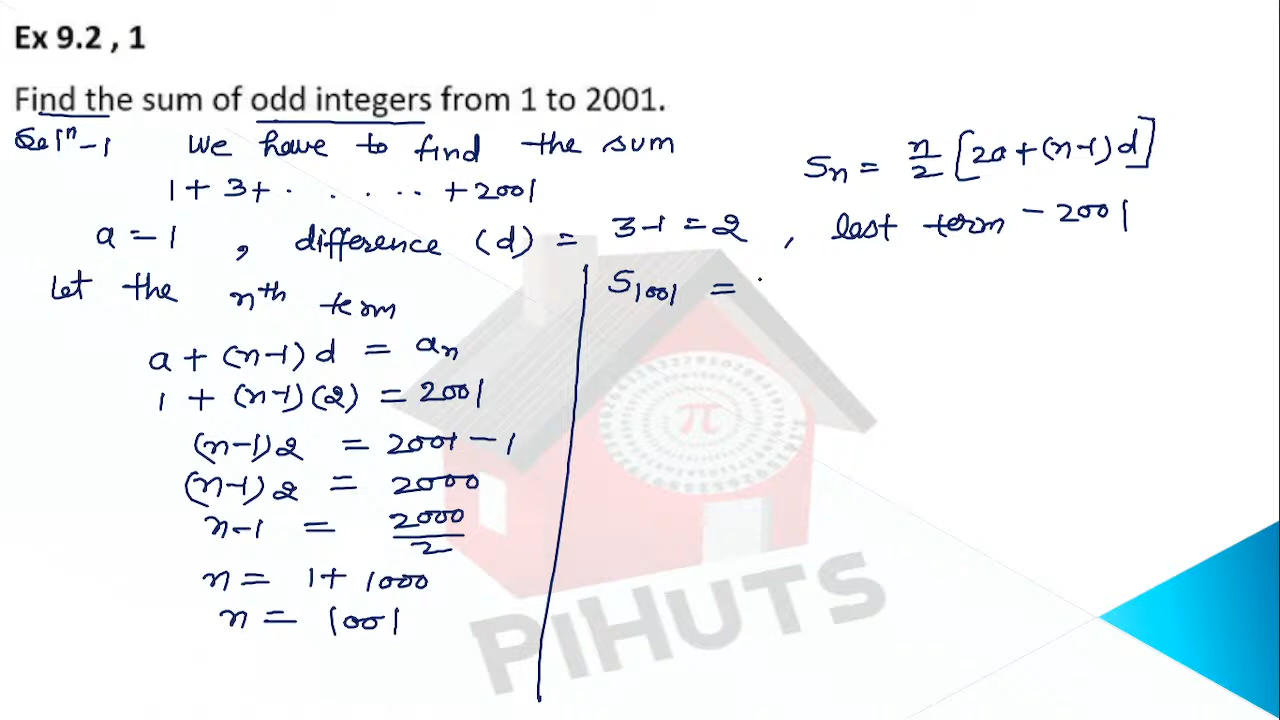 Ex 9.2 , 1
Find the sum of odd integers from 1 to 2001.
Solⁿ-1 We have to find the sum
1 + 3 + · · · · ·· + 2001
Sn = n/2 [2a + (n-1) d]
a = 1 , difference (d) = 3-1 = 2 , last term - 2001
Let the nth term
a + (n-1) d = an
1 + (n-1)(2) = 2001
(n-1)2 = 2001 - 1
(n-1)2 = 2000
n-1 = 2000/2
n = 1 + 1000
n = 1001
S1001 =
π
PIHUTS